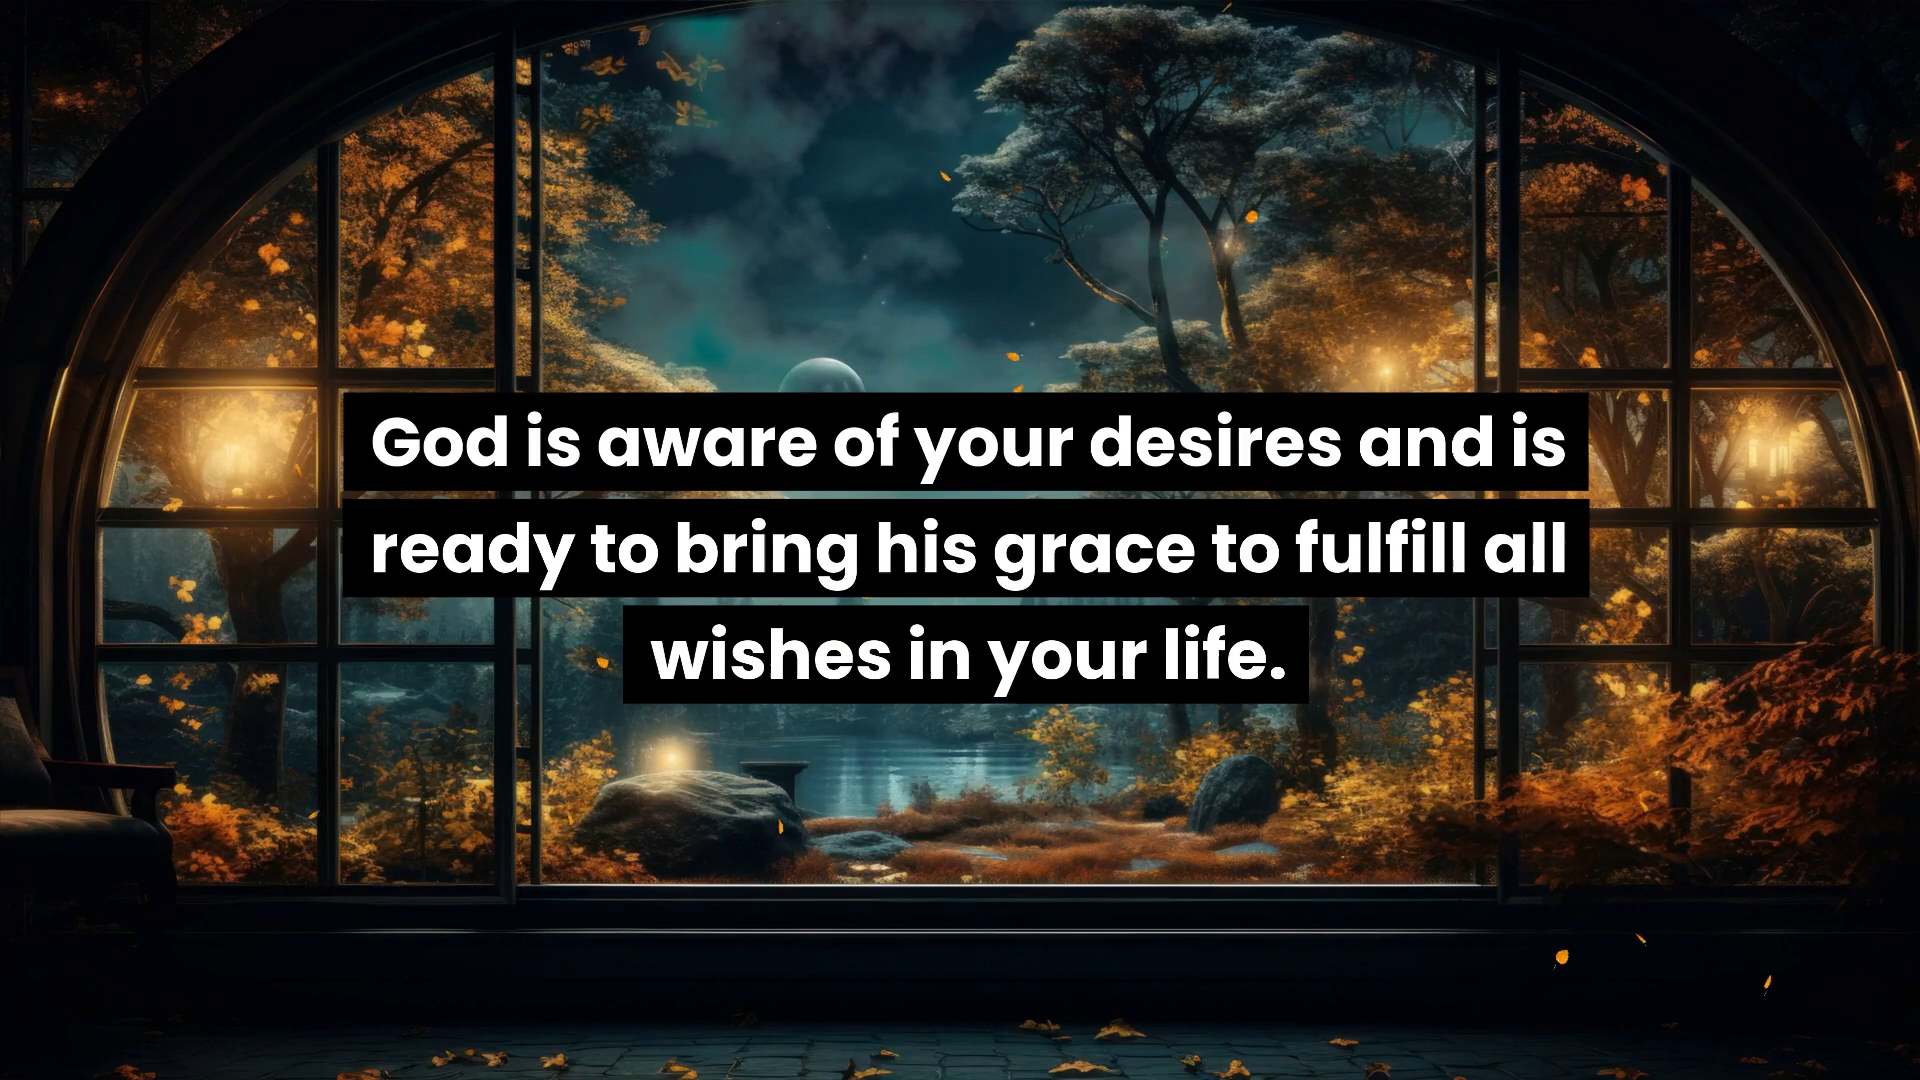 God is aware of your desires and is
ready to bring his grace to fulfill all
wishes in your life.